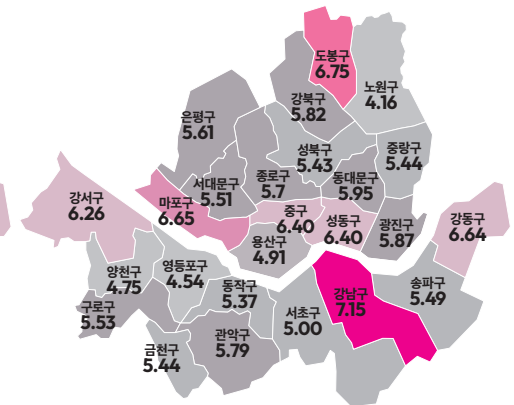 도봉구
6.75
노원구
4.16
강북구
5.82
은평구
5.61
성북구
5.43
중랑구
5.44
종로구
5.7
동대문구
5.95
서대문구
5.51
강서구
6.26
마포구
6.65
중구
6.40
성동구
6.40
광진구
5.87
강동구
6.64
용산구
4.91
양천구
4.75
영등포구
4.54
동작구
5.37
강남구
7.15
송파구
5.49
구로구
5.53
서초구
5.00
금천구
5.44
관악구
5.79